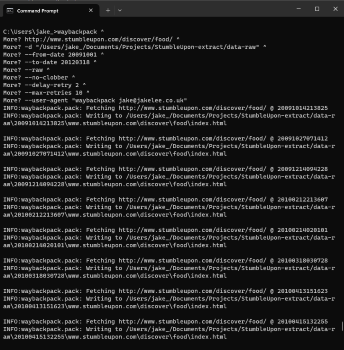 Command Prompt
C:\Users\jake_>waybackpack ^
More? http://www.stumbleupon.com/discover/food/ ^
More? -d "/Users/jake_/Documents/Projects/StumbleUpon-extract/data-raw" ^
More? --from-date 20091001 ^
More? --to-date 20120318 ^
More? --raw ^
More? --no-clobber ^
More? --delay-retry 2 ^
More? --max-retries 10 ^
More? --user-agent "waybackpack jake@jakelee.co.uk"
INFO:waybackpack.pack: Fetching http://www.stumbleupon.com/discover/food/ @ 20091014213825
INFO:waybackpack.pack: Writing to /Users/jake_/Documents/Projects/StumbleUpon-extract/data-r
aw\20091014213825\www.stumbleupon.com\discover\food\index.html
INFO:waybackpack.pack: Fetching http://www.stumbleupon.com/discover/food/ @ 20091027071412
INFO:waybackpack.pack: Writing to /Users/jake_/Documents/Projects/StumbleUpon-extract/data-r
aw\20091027071412\www.stumbleupon.com\discover\food\index.html
INFO:waybackpack.pack: Fetching http://www.stumbleupon.com/discover/food/ @ 20091214094228
INFO:waybackpack.pack: Writing to /Users/jake_/Documents/Projects/StumbleUpon-extract/data-r
aw\20091214094228\www.stumbleupon.com\discover\food\index.html
INFO:waybackpack.pack: Fetching http://www.stumbleupon.com/discover/food/ @ 20100212213607
INFO:waybackpack.pack: Writing to /Users/jake_/Documents/Projects/StumbleUpon-extract/data-r
aw\20100212213607\www.stumbleupon.com\discover\food\index.html
INFO:waybackpack.pack: Fetching http://www.stumbleupon.com/discover/food/ @ 20100214020101
INFO:waybackpack.pack: Writing to /Users/jake_/Documents/Projects/StumbleUpon-extract/data-r
aw\20100214020101\www.stumbleupon.com\discover\food\index.html
INFO:waybackpack.pack: Fetching http://www.stumbleupon.com/discover/food/ @ 20100318030728
INFO:waybackpack.pack: Writing to /Users/jake_/Documents/Projects/StumbleUpon-extract/data-r
aw\20100318030728\www.stumbleupon.com\discover\food\index.html
INFO:waybackpack.pack: Fetching http://www.stumbleupon.com/discover/food/ @ 20100413151623
INFO:waybackpack.pack: Writing to /Users/jake_/Documents/Projects/StumbleUpon-extract/data-r
aw\20100413151623\www.stumbleupon.com\discover\food\index.html
INFO:waybackpack.pack: Fetching http://www.stumbleupon.com/discover/food/ @ 20100415132255
INFO:waybackpack.pack: Writing to /Users/jake_/Documents/Projects/StumbleUpon-extract/data-r
aw\20100415132255\www.stumbleupon.com\discover\food\index.html